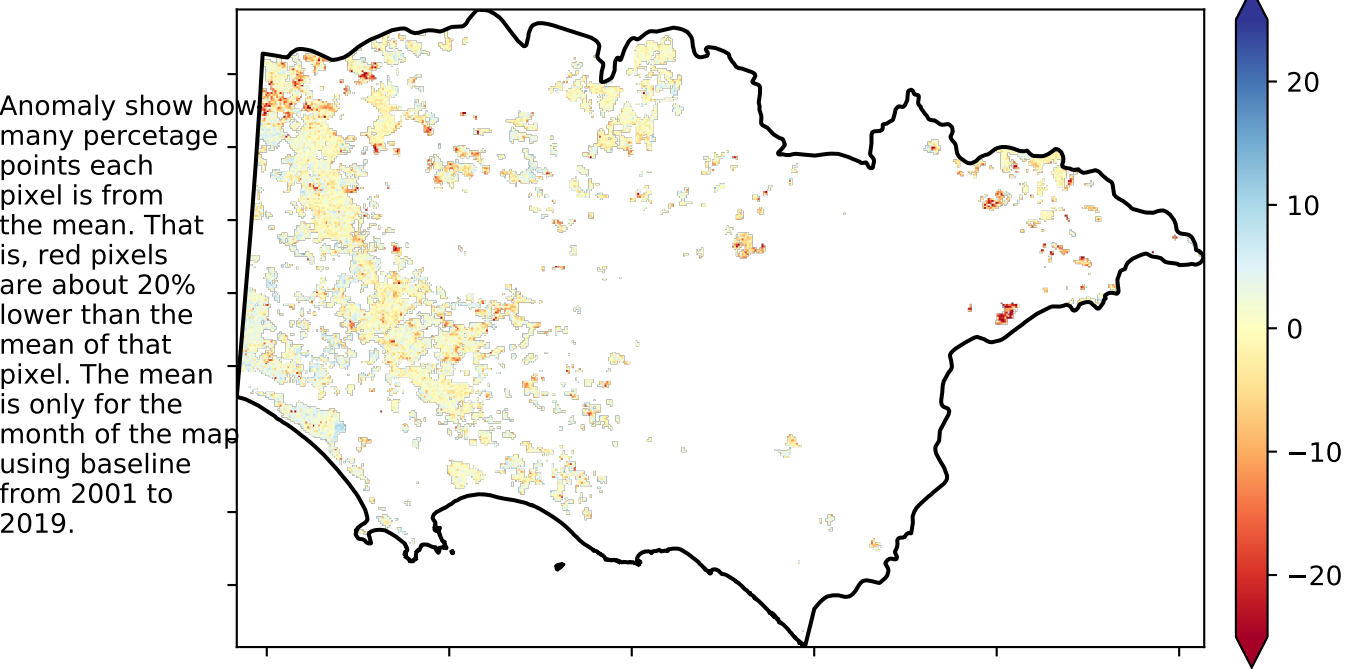 Anomaly show how
many percetage
points each
pixel is from
the mean. That
is, red pixels
are about 20%
lower than the
mean of that
pixel. The mean
is only for the
month of the map
using baseline
from 2001 to
2019.
20
10
0
−10
−20